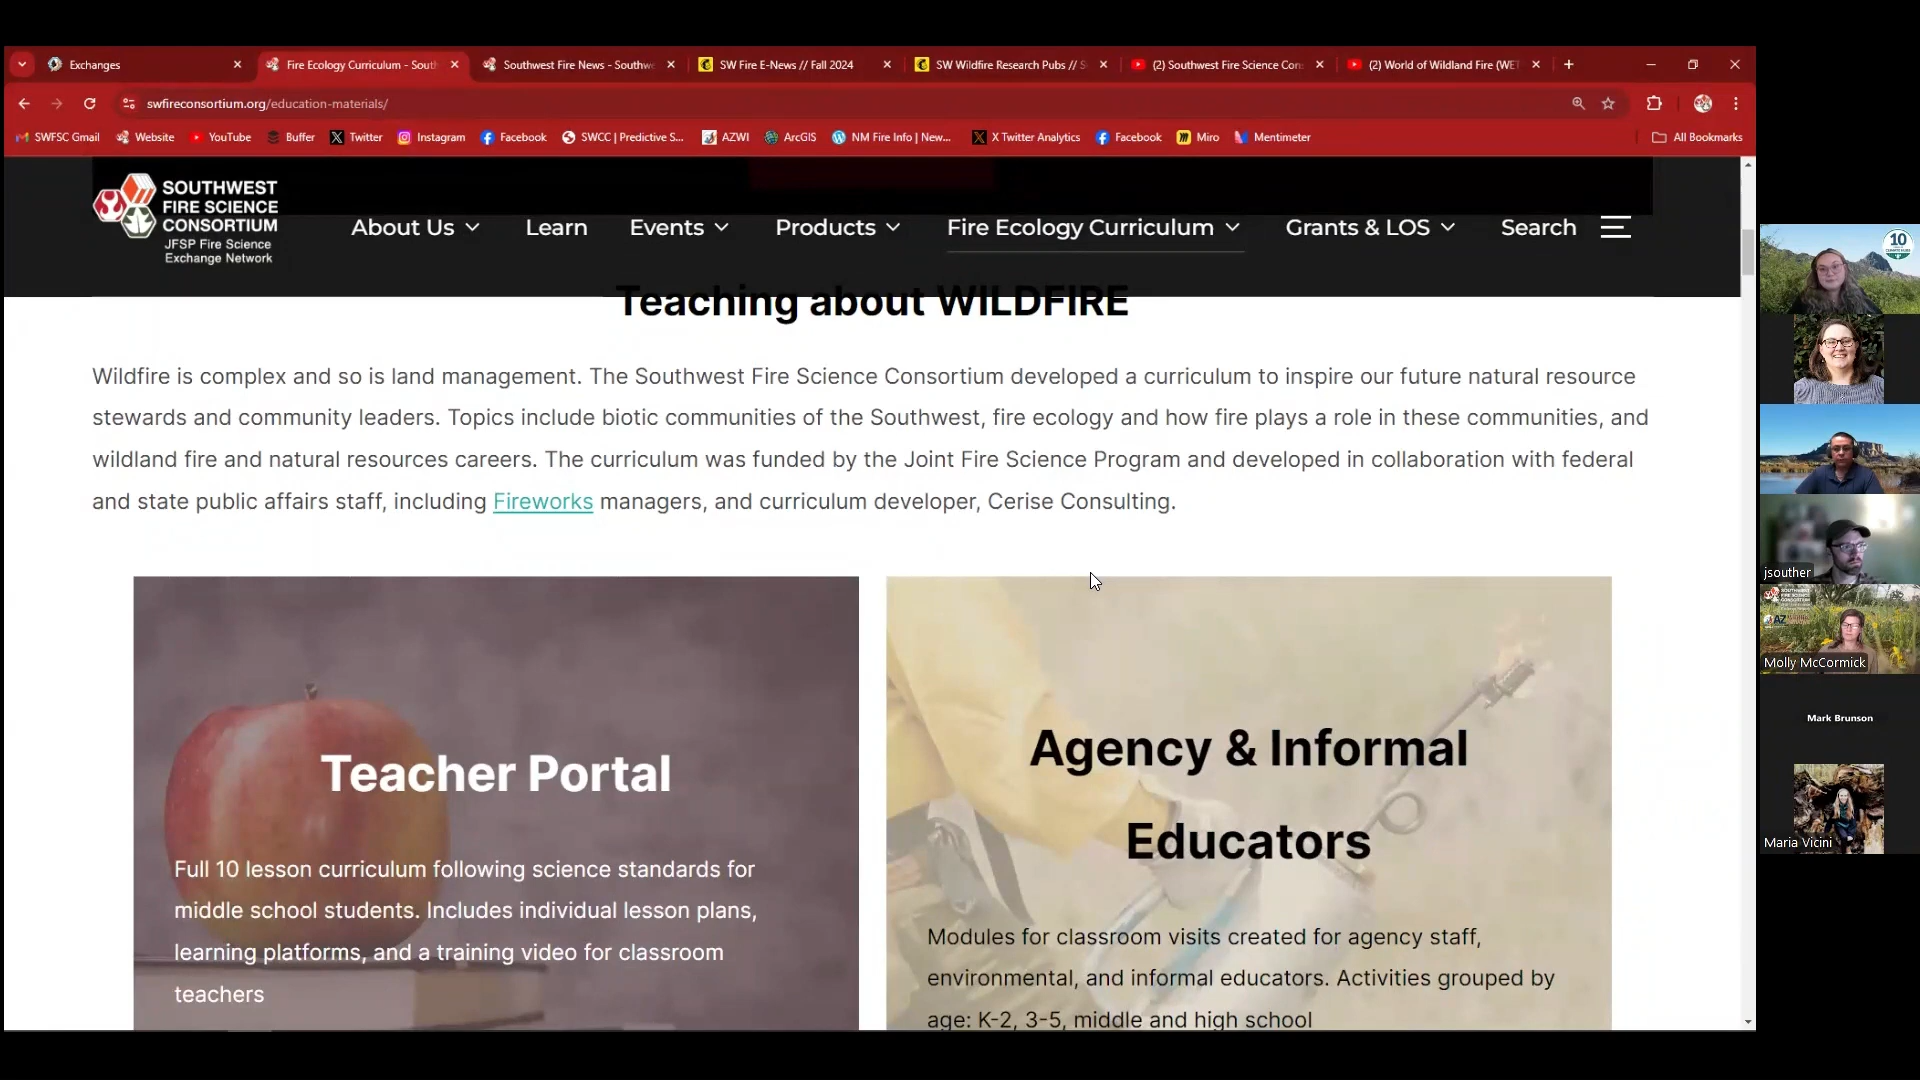 Exchanges
Fire Ecology Curriculum - South
Southwest Fire News - Southwe
SW Fire E-News // Fall 2024
SW Wildfire Research Pubs // S
(2) Southwest Fire Science Con
(2) World of Wildland Fire (WE
swfireconsortium.org/education-materials/
SWFSC Gmail
Website
YouTube
Buffer
Twitter
Instagram
Facebook
SWCC | Predictive S...
AZWI
ArcGIS
NM Fire Info | New...
X Twitter Analytics
Facebook
Miro
Mentimeter
All Bookmarks
SOUTHWEST
FIRE SCIENCE
CONSORTIUM
JFSP Fire Science
Exchange Network
About Us
Learn
Events
Products
Fire Ecology Curriculum
Grants & LOS
Search
Teaching about WILDFIRE
Wildfire is complex and so is land management. The Southwest Fire Science Consortium developed a curriculum to inspire our future natural resource
stewards and community leaders. Topics include biotic communities of the Southwest, fire ecology and how fire plays a role in these communities, and
wildland fire and natural resources careers. The curriculum was funded by the Joint Fire Science Program and developed in collaboration with federal
and state public affairs staff, including Fireworks managers, and curriculum developer, Cerise Consulting.
Teacher Portal
Full 10 lesson curriculum following science standards for
middle school students. Includes individual lesson plans,
learning platforms, and a training video for classroom
teachers
Agency & Informal
Educators
Modules for classroom visits created for agency staff,
environmental, and informal educators. Activities grouped by
age: K-2, 3-5, middle and high school
10
jsouther
Molly McCormick
Mark Brunson
Maria Vicini